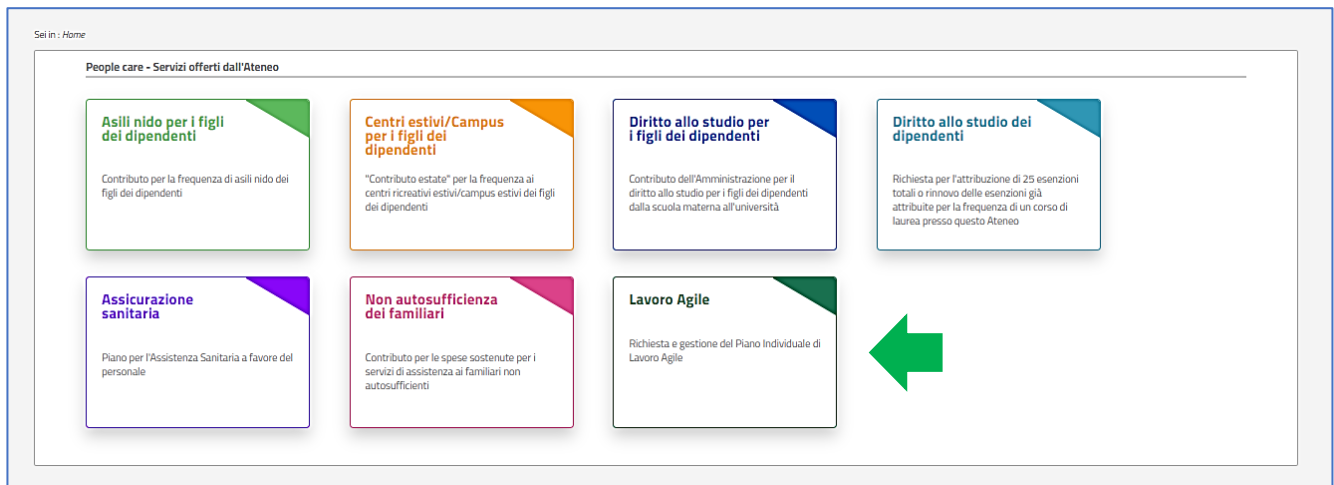 Sei in : Home
People care - Servizi offerti dall'Ateneo
Asili nido per i figli
dei dipendenti
Contributo per la frequenza di asili nido dei
figli dei dipendenti
Centri estivi/Campus
per i figli dei
dipendenti
"Contributo estate" per la frequenza ai
centri ricreativi estivi/campus estivi dei figli
dei dipendenti
Diritto allo studio per
i figli dei dipendenti
Contributo dell'Amministrazione per il
diritto allo studio per i figli dei dipendenti
dalla scuola materna all'università
Diritto allo studio dei
dipendenti
Richiesta per l'attribuzione di 25 esenzioni
totali o rinnovo delle esenzioni già
attribuite per la frequenza di un corso di
laurea presso questo Ateneo
Assicurazione
sanitaria
Piano per l'Assistenza Sanitaria a favore del
personale
Non autosufficienza
dei familiari
Contributo per le spese sostenute per i
servizi di assistenza ai familiari non
autosufficienti
Lavoro Agile
Richiesta e gestione del Piano Individuale di
Lavoro Agile